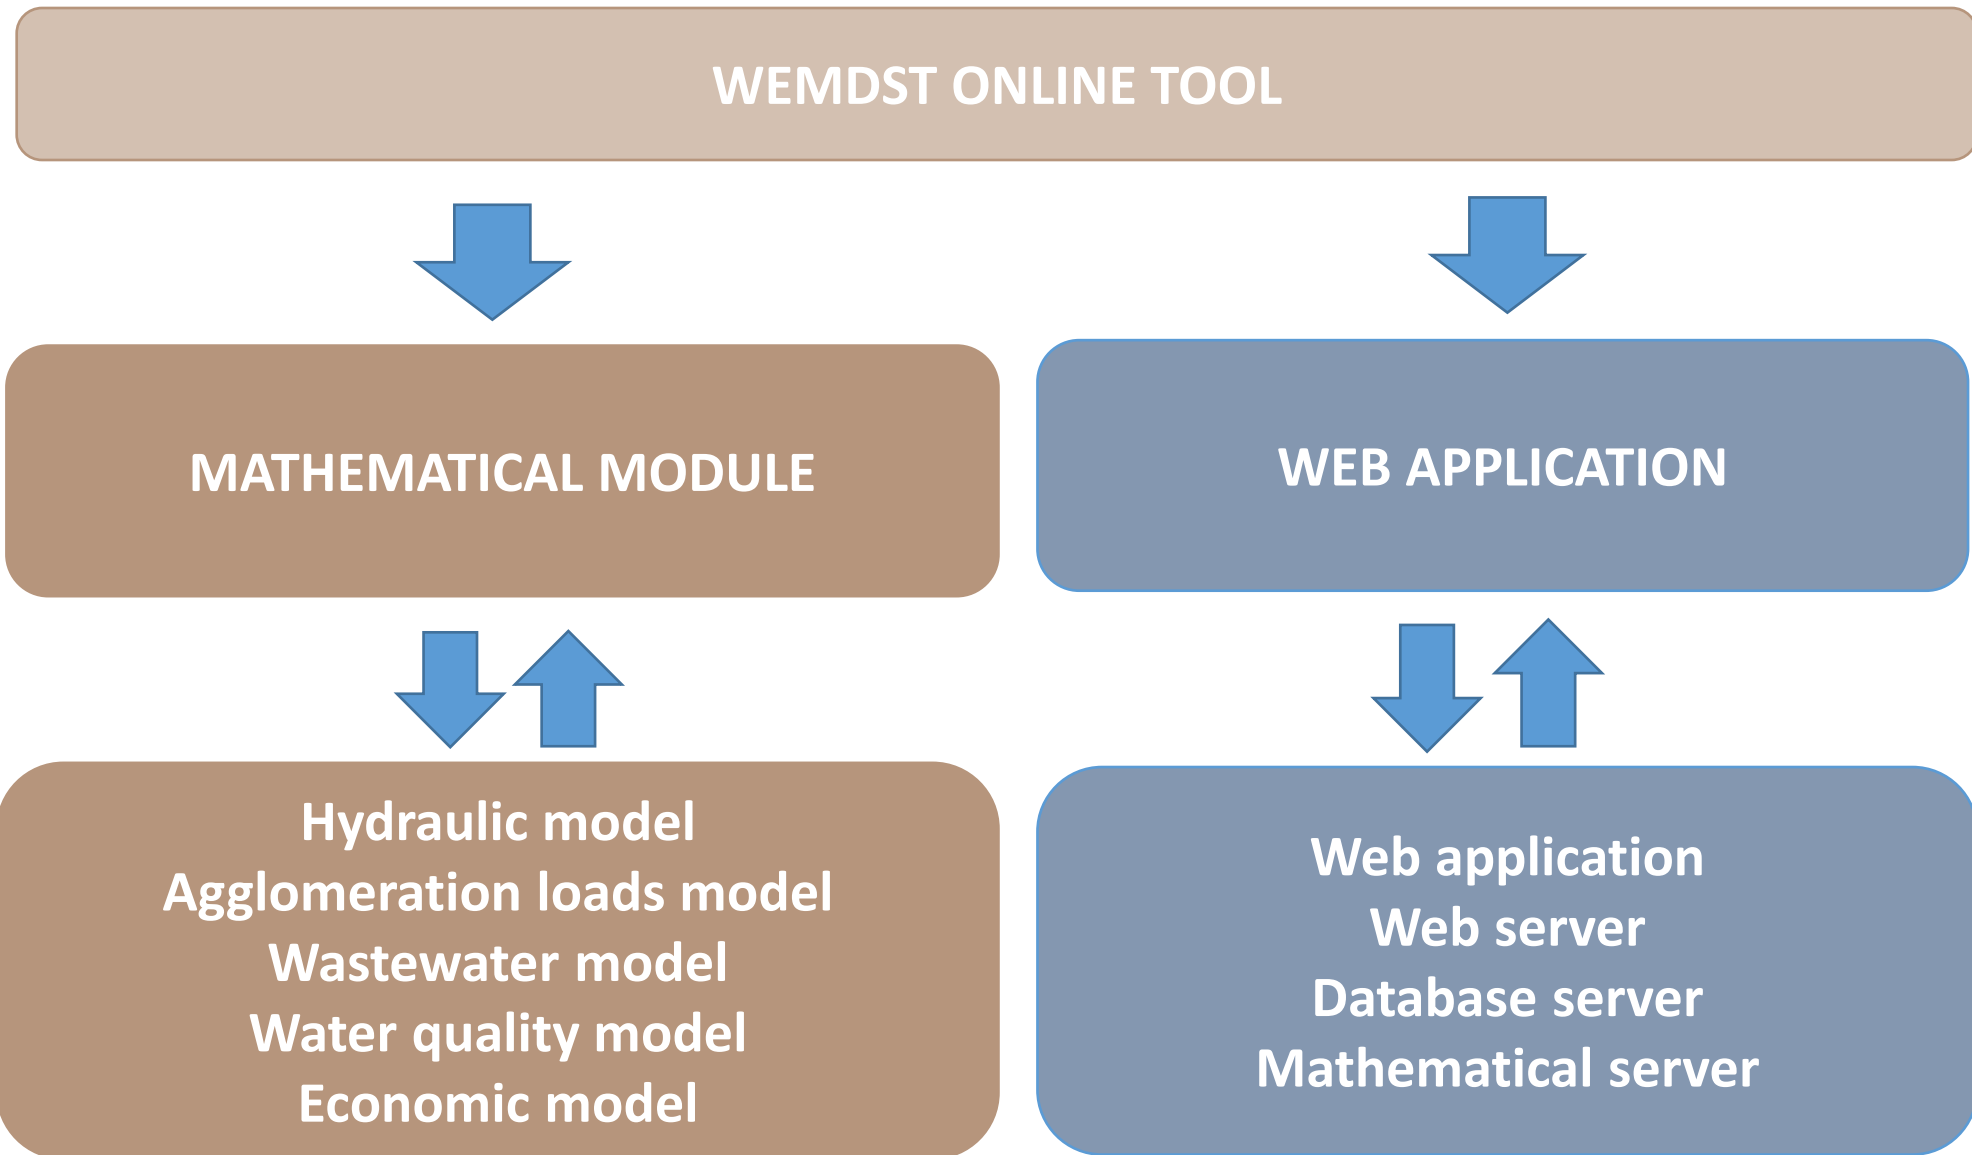 WEMDST ONLINE TOOL
MATHEMATICAL MODULE
WEB APPLICATION
Hydraulic model
Agglomeration loads model
Wastewater model
Water quality model
Economic model
Web application
Web server
Database server
Mathematical server